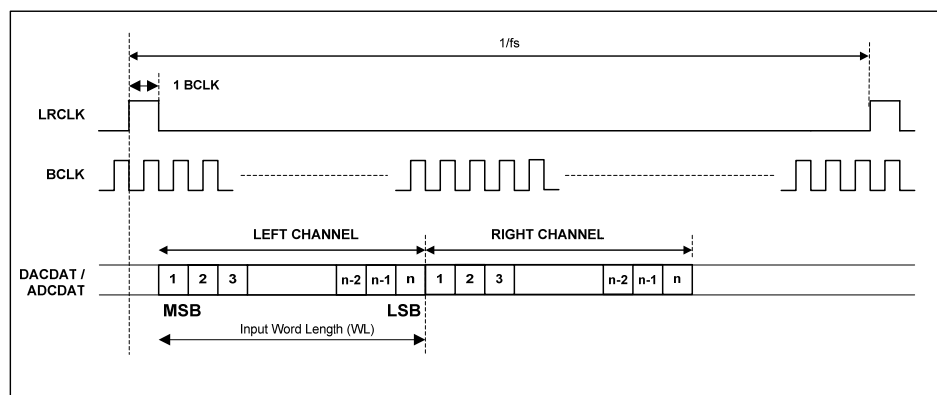 1/fs
1 BCLK
LRCLK
BCLK
LEFT CHANNEL
RIGHT CHANNEL
DACDAT /
ADCDAT
1 2 3 n-2 n-1 n 1 2 3 n-2 n-1 n
MSB LSB
Input Word Length (WL)